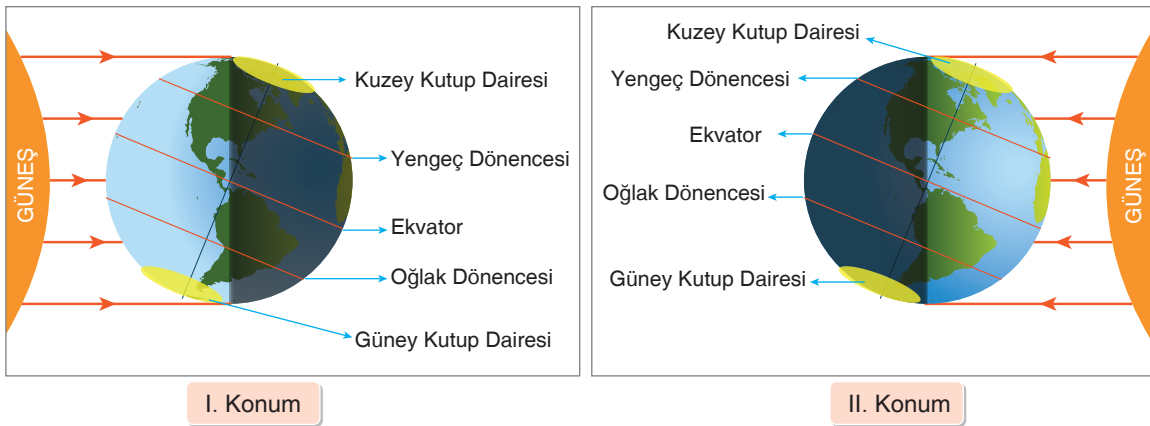 GÜNEŞ
Kuzey Kutup Dairesi
Yengeç Dönencesi
Ekvator
Oğlak Dönencesi
Güney Kutup Dairesi
I. Konum
Kuzey Kutup Dairesi
Yengeç Dönencesi
Ekvator
Oğlak Dönencesi
Güney Kutup Dairesi
GÜNEŞ
II. Konum